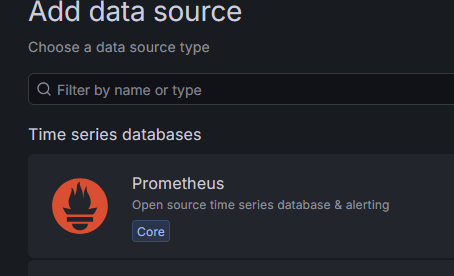 Add data source
Choose a data source type
Filter by name or type
Time series databases
Prometheus
Open source time series database & alerting
Core